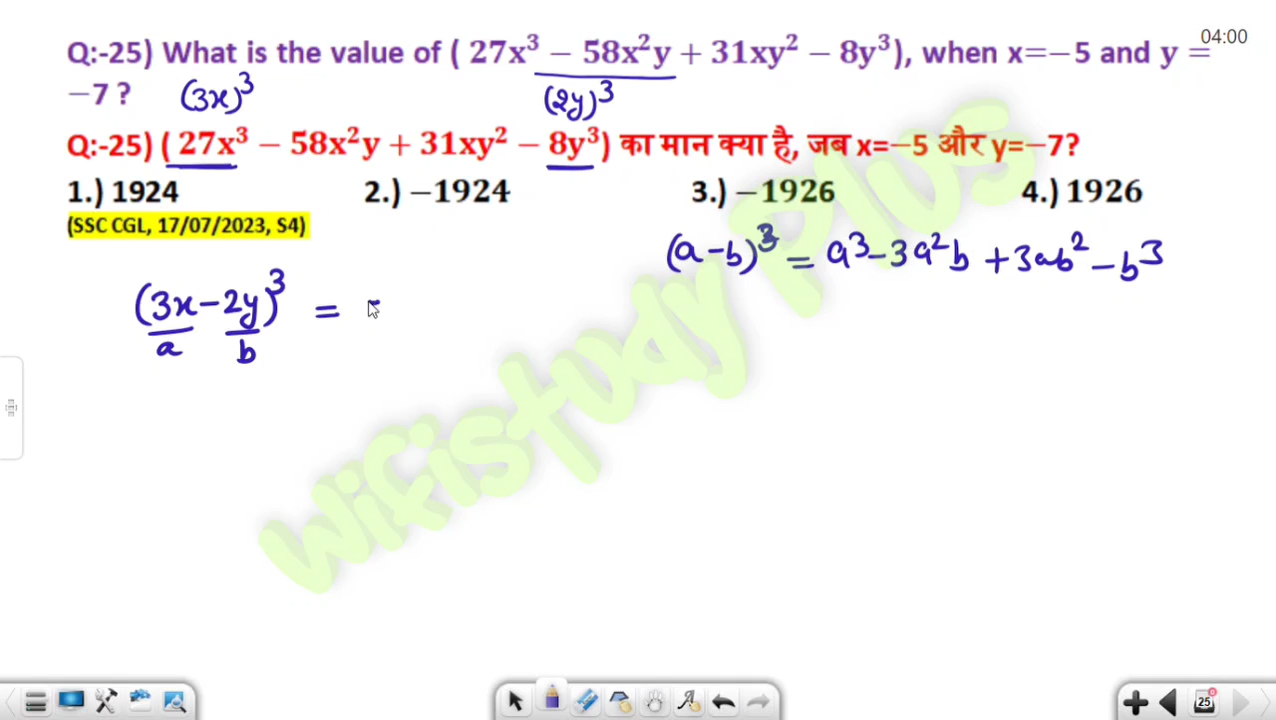 04:00
Q:-25) What is the value of ( 27x³ − 58x²y + 31xy² − 8y³), when x=−5 and y =
−7 ? (3x)³ (2y)³
Q:-25) ( 27x³ − 58x²y + 31xy² − 8y³) का मान क्या है, जब x=−5 और y=−7?
1.) 1924 2.) −1924 3.) −1926 4.) 1926
(SSC CGL, 17/07/2023, S4)
(a-b)³ = a³-3a²b +3ab² -b³
(3x-2y)³ =
a b
wifistudy Plus
25